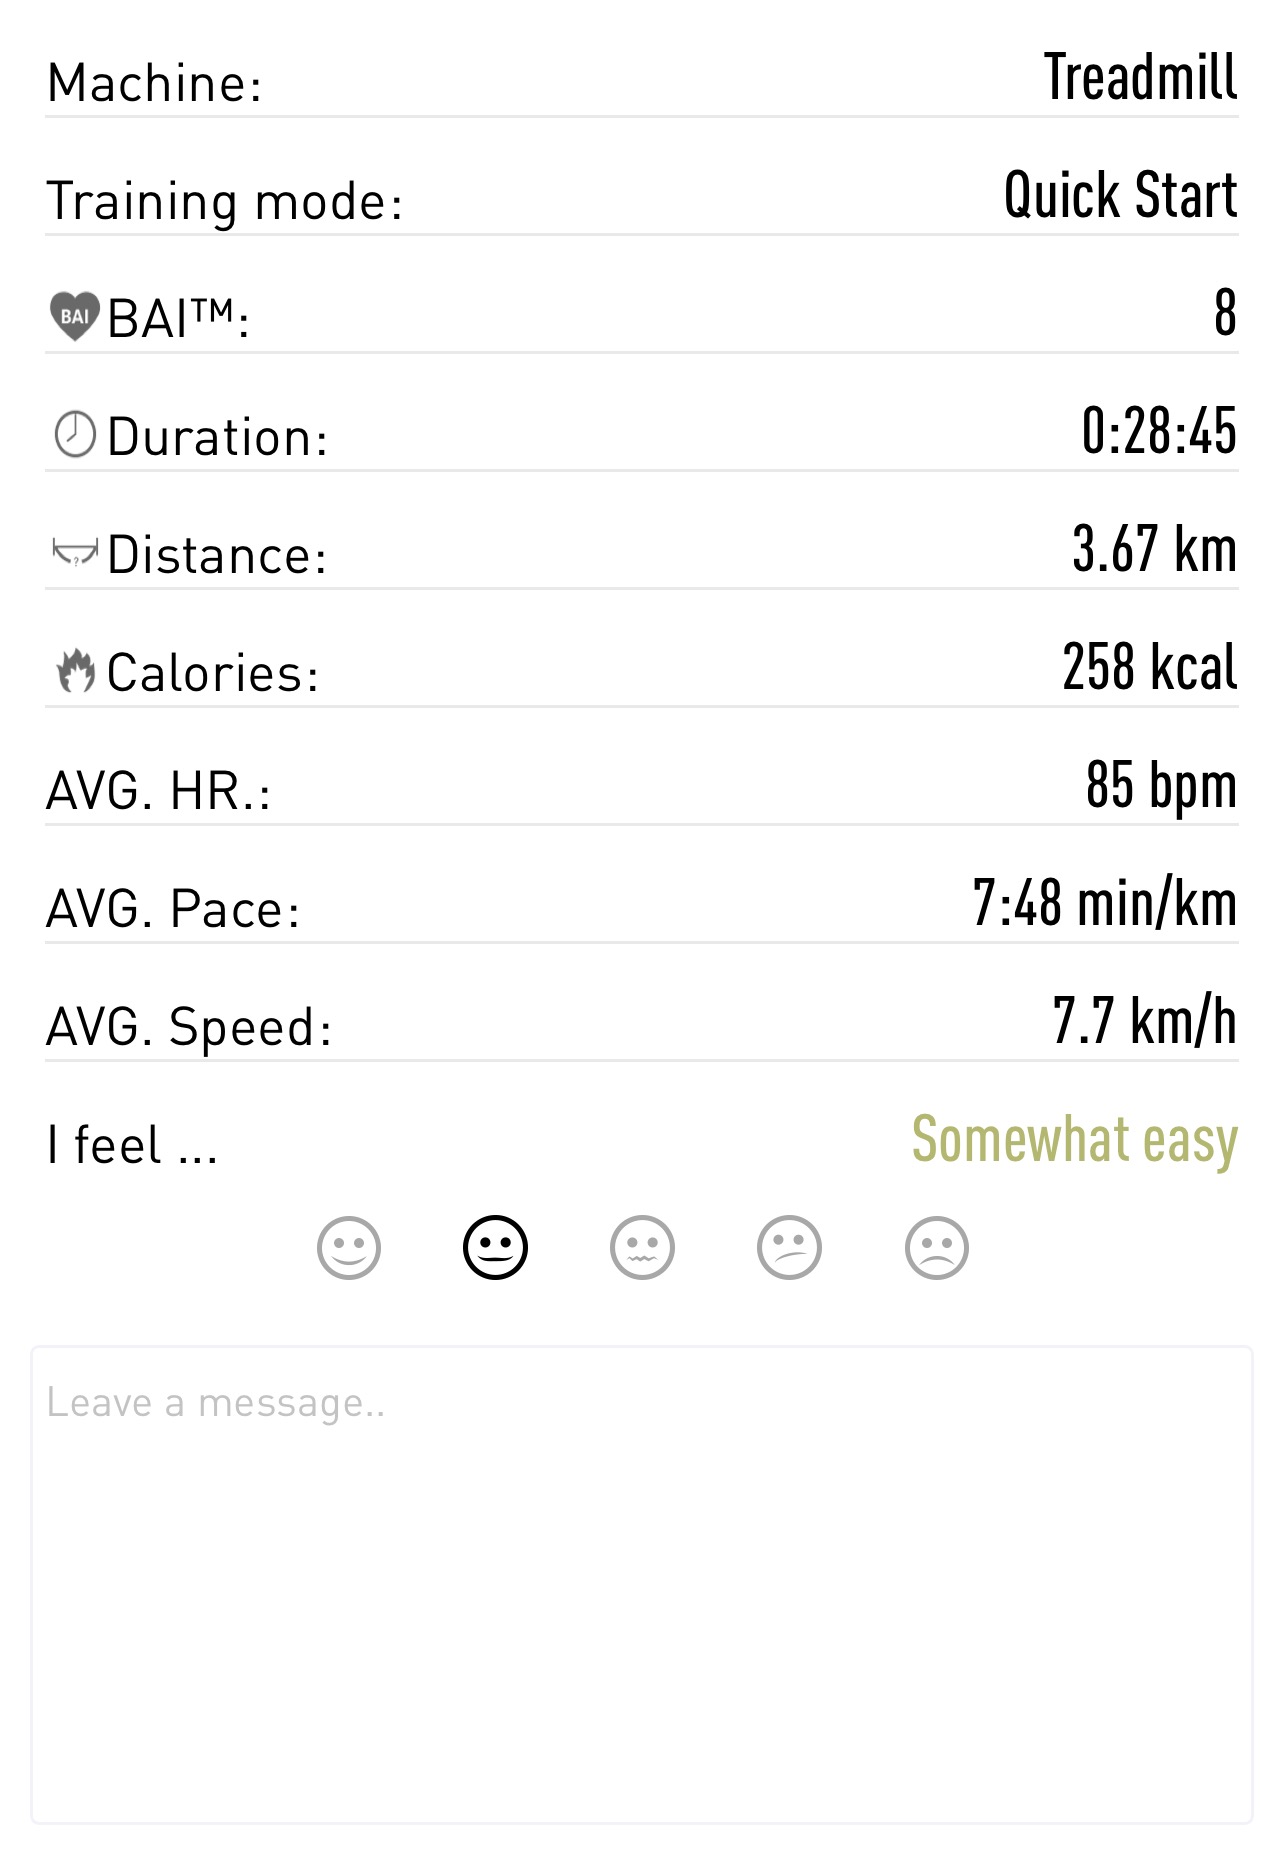 Machine: Treadmill
Training mode: Quick Start
BAI BAI™: 8
Duration: 0:28:45
? Distance: 3.67 km
Calories: 258 kcal
AVG. HR.: 85 bpm
AVG. Pace: 7:48 min/km
AVG. Speed: 7.7 km/h
I feel ... Somewhat easy
Leave a message..